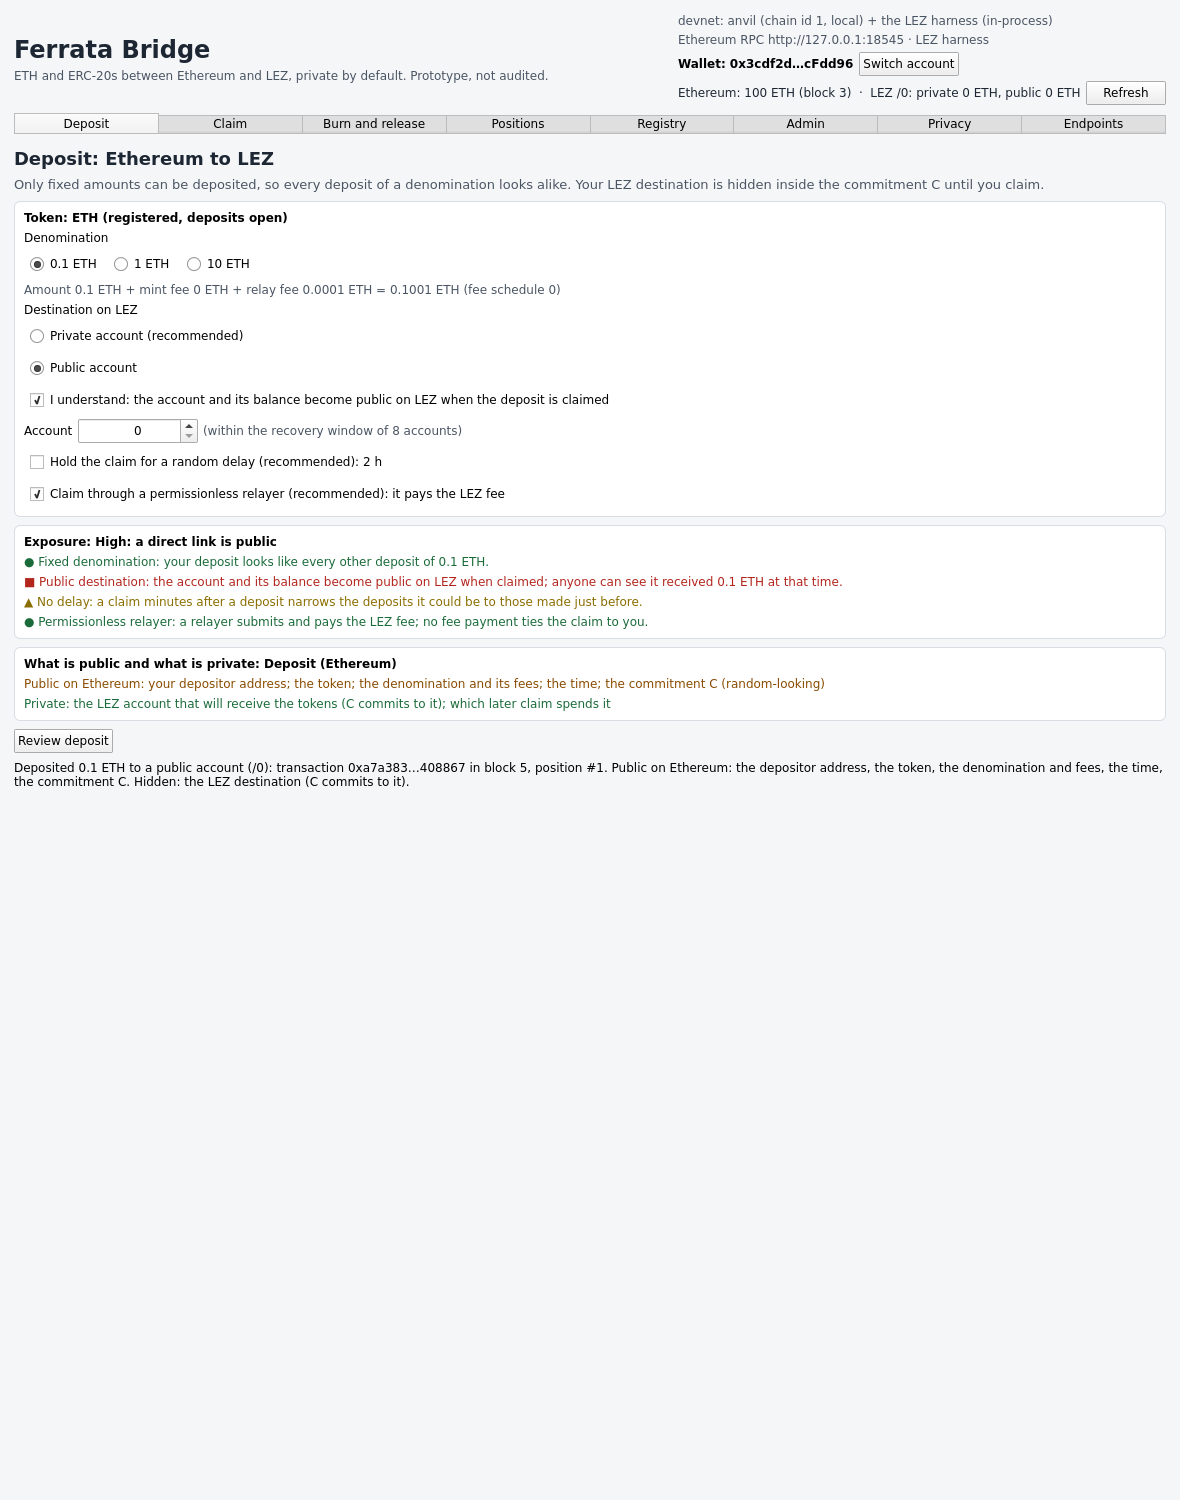 Ferrata Bridge
ETH and ERC-20s between Ethereum and LEZ, private by default. Prototype, not audited.
devnet: anvil (chain id 1, local) + the LEZ harness (in-process)
Ethereum RPC http://127.0.0.1:18545 · LEZ harness
Wallet: 0x3cdf2d…cFdd96 Switch account
Ethereum: 100 ETH (block 3) · LEZ /0: private 0 ETH, public 0 ETH Refresh
Deposit Claim Burn and release Positions Registry Admin Privacy Endpoints
Deposit: Ethereum to LEZ
Only fixed amounts can be deposited, so every deposit of a denomination looks alike. Your LEZ destination is hidden inside the commitment C until you claim.
Token: ETH (registered, deposits open)
Denomination
0.1 ETH 1 ETH 10 ETH
Amount 0.1 ETH + mint fee 0 ETH + relay fee 0.0001 ETH = 0.1001 ETH (fee schedule 0)
Destination on LEZ
Private account (recommended)
Public account
I understand: the account and its balance become public on LEZ when the deposit is claimed
Account 0 (within the recovery window of 8 accounts)
Hold the claim for a random delay (recommended): 2 h
Claim through a permissionless relayer (recommended): it pays the LEZ fee
Exposure: High: a direct link is public
● Fixed denomination: your deposit looks like every other deposit of 0.1 ETH.
■ Public destination: the account and its balance become public on LEZ when claimed; anyone can see it received 0.1 ETH at that time.
▲ No delay: a claim minutes after a deposit narrows the deposits it could be to those made just before.
● Permissionless relayer: a relayer submits and pays the LEZ fee; no fee payment ties the claim to you.
What is public and what is private: Deposit (Ethereum)
Public on Ethereum: your depositor address; the token; the denomination and its fees; the time; the commitment C (random-looking)
Private: the LEZ account that will receive the tokens (C commits to it); which later claim spends it
Review deposit
Deposited 0.1 ETH to a public account (/0): transaction 0xa7a383…408867 in block 5, position #1. Public on Ethereum: the depositor address, the token, the denomination and fees, the time,
the commitment C. Hidden: the LEZ destination (C commits to it).